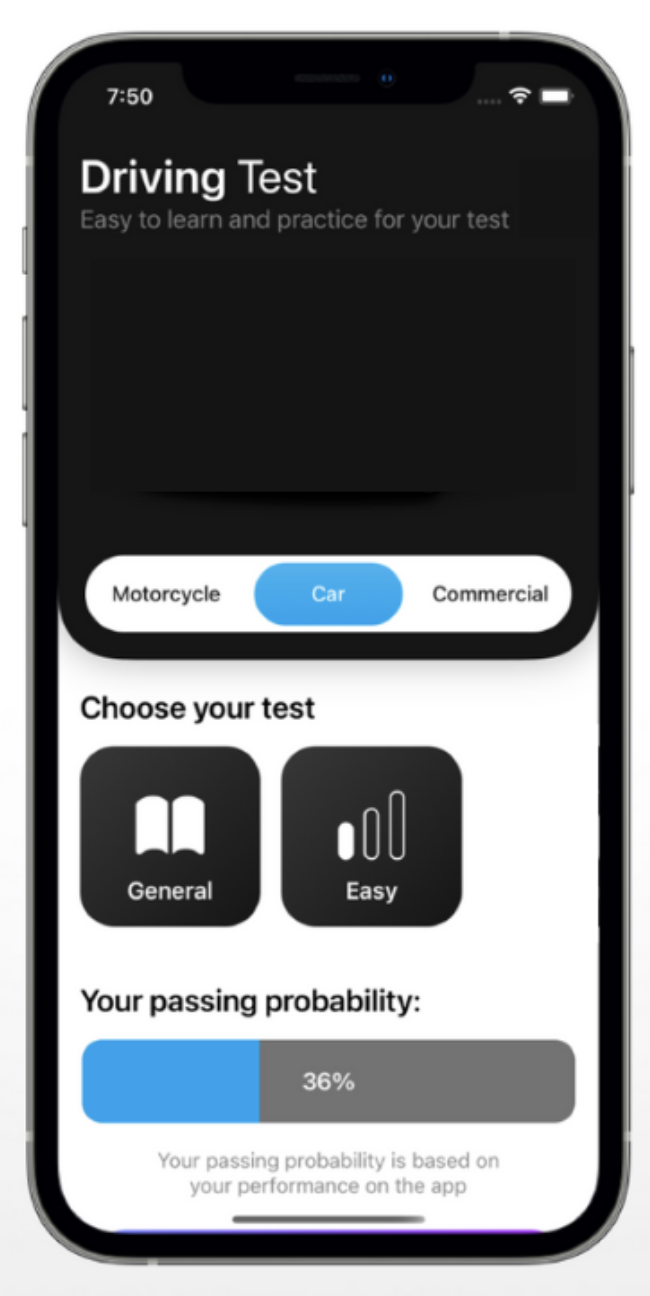 7:50
Driving Test
Easy to learn and practice for your test
Motorcycle Car Commercial
Choose your test
General Easy
Your passing probability:
36%
Your passing probability is based on
your performance on the app